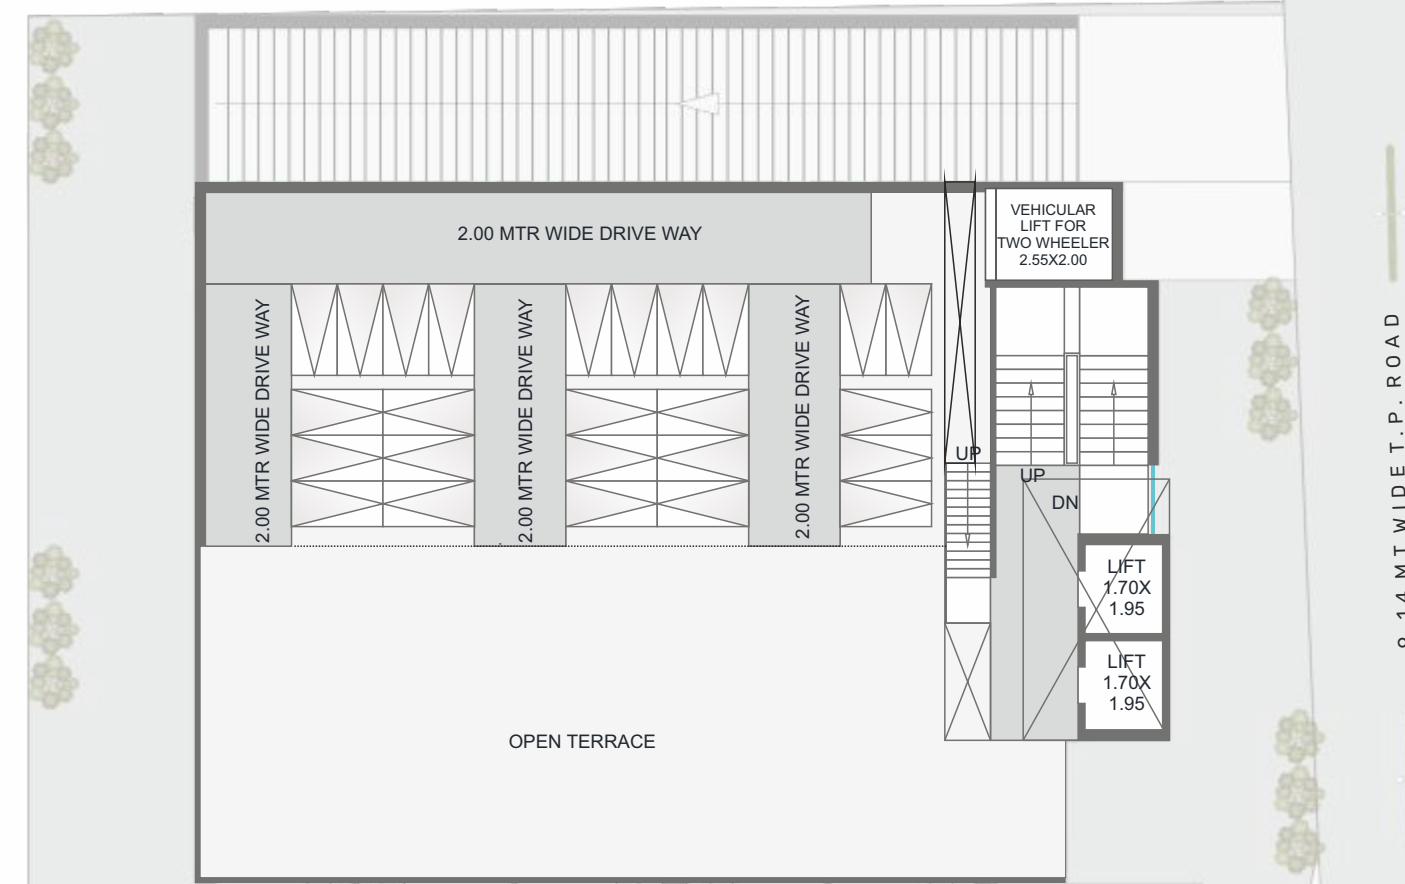 2.00 MTR WIDE DRIVE WAY
VEHICULAR
LIFT FOR
TWO WHEELER
2.55X2.00
2.00 MTR WIDE DRIVE WAY
2.00 MTR WIDE DRIVE WAY
2.00 MTR WIDE DRIVE WAY
UP
UP
DN
LIFT
1.70X
1.95
LIFT
1.70X
1.95
OPEN TERRACE
14 MT WIDE T.P. ROAD